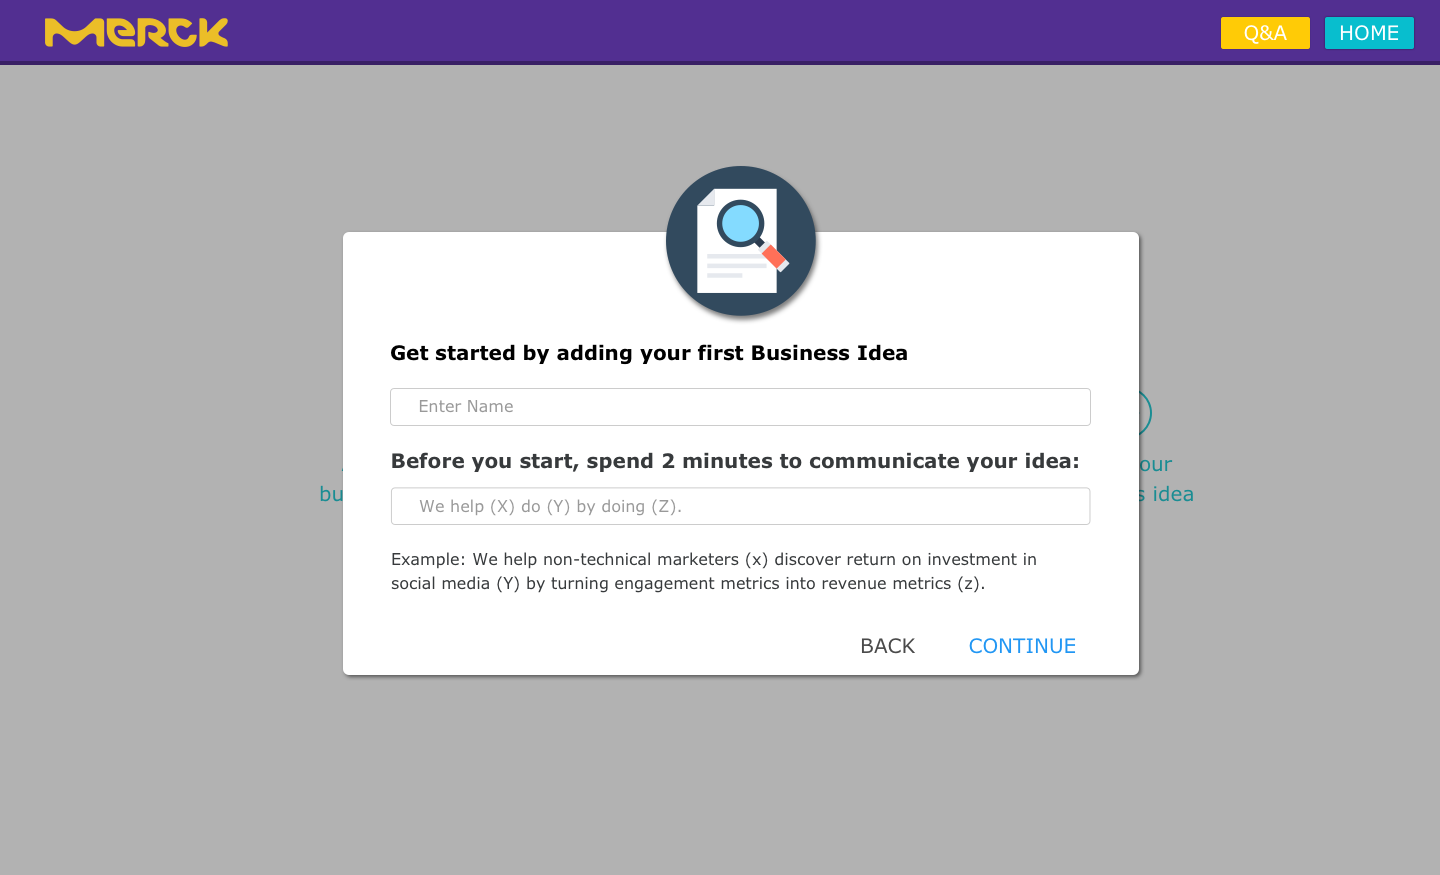 MERCK
Q&A
HOME
Get started by adding your first Business Idea
Enter Name
Before you start, spend 2 minutes to communicate your idea:
our
We help (X) do (Y) by doing (Z).
bu
s idea
Example: We help non-technical marketers (x) discover return on investment in
social media (Y) by turning engagement metrics into revenue metrics (z).
BACK
CONTINUE